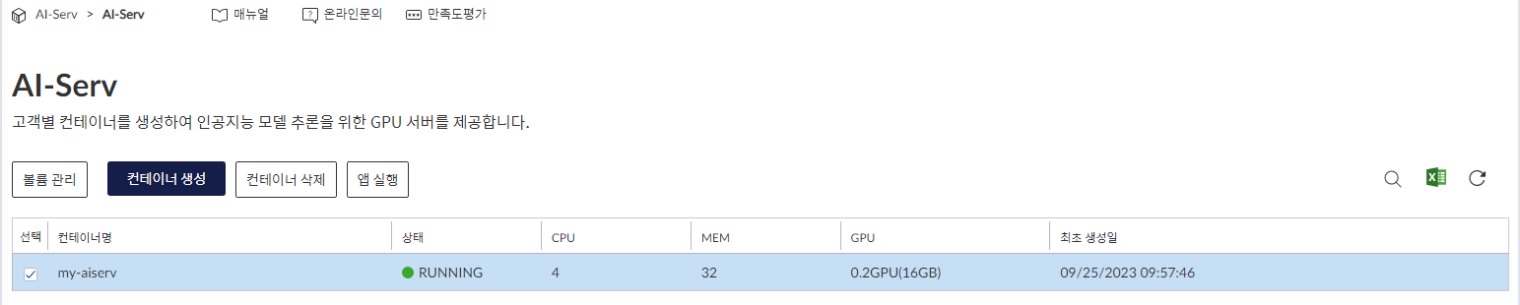 AI-Serv > AI-Serv 매뉴얼 온라인문의 만족도평가
AI-Serv
고객별 컨테이너를 생성하여 인공지능 모델 추론을 위한 GPU 서버를 제공합니다.
볼륨 관리 컨테이너 생성 컨테이너 삭제 앱 실행
선택 컨테이너명 상태 CPU MEM GPU 최초 생성일
my-aiserv RUNNING 4 32 0.2GPU(16GB) 09/25/2023 09:57:46